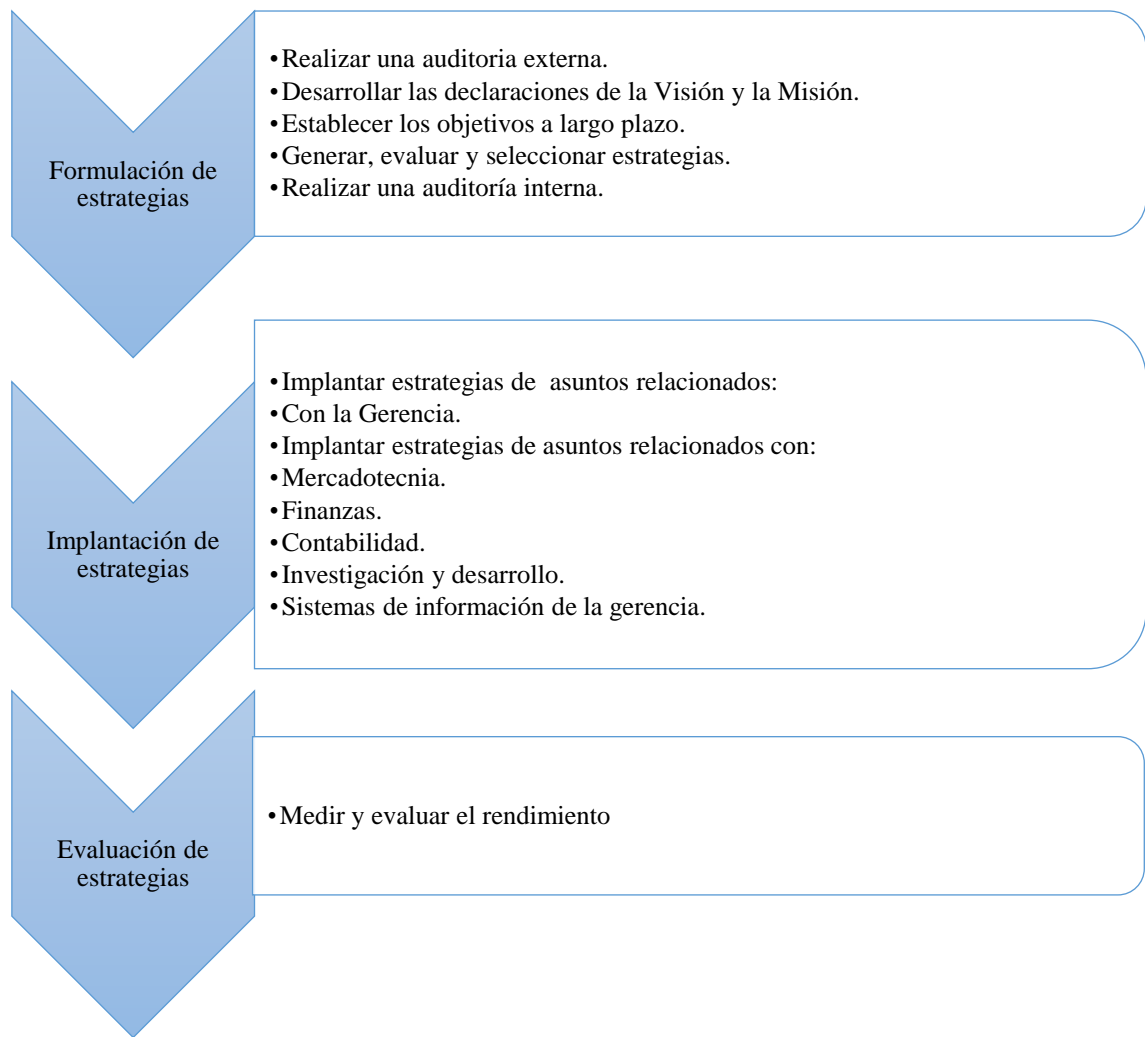 Formulación de
estrategias
•Realizar una auditoria externa.
•Desarrollar las declaraciones de la Visión y la Misión.
•Establecer los objetivos a largo plazo.
•Generar, evaluar y seleccionar estrategias.
•Realizar una auditoría interna.
Implantación de
estrategias
•Implantar estrategias de asuntos relacionados:
•Con la Gerencia.
•Implantar estrategias de asuntos relacionados con:
•Mercadotecnia.
•Finanzas.
•Contabilidad.
•Investigación y desarrollo.
•Sistemas de información de la gerencia.
Evaluación de
estrategias
•Medir y evaluar el rendimiento